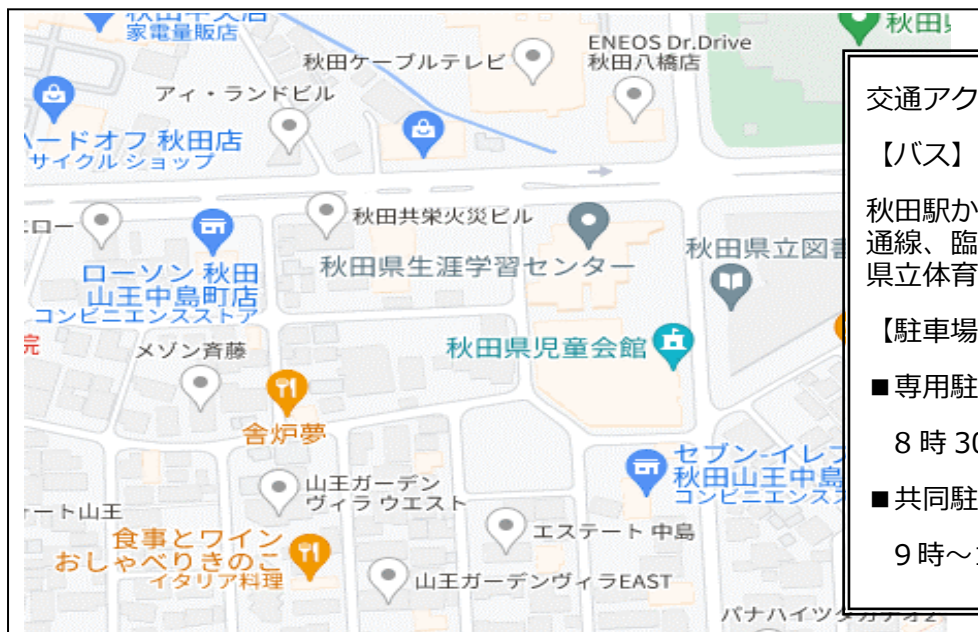 家電量販店
秋田ケーブルテレビ
ENEOS Dr.Drive
秋田八橋店
アイ・ランドビル
ハードオフ 秋田店
サイクル ショップ
秋田共栄火災ビル
ロー
秋田県生涯学習センター
秋田県立図書
ローソン 秋田
山王中島町店
コンビニエンスストア
院
メゾン斉藤
秋田県児童会館
舎炉夢
セブン-イレブ
秋田山王中島
コンビニエンスス
山王ガーデン
ヴィラ ウエスト
ート山王
エステート 中島
食事とワイン
おしゃべりきのこ
イタリア料理
山王ガーデンヴィラEAST
秋田県
交通アク
【バス】
秋田駅か
通線、臨
県立体育
【駐車場
■専用駐
8時30
■共同駐
9時～